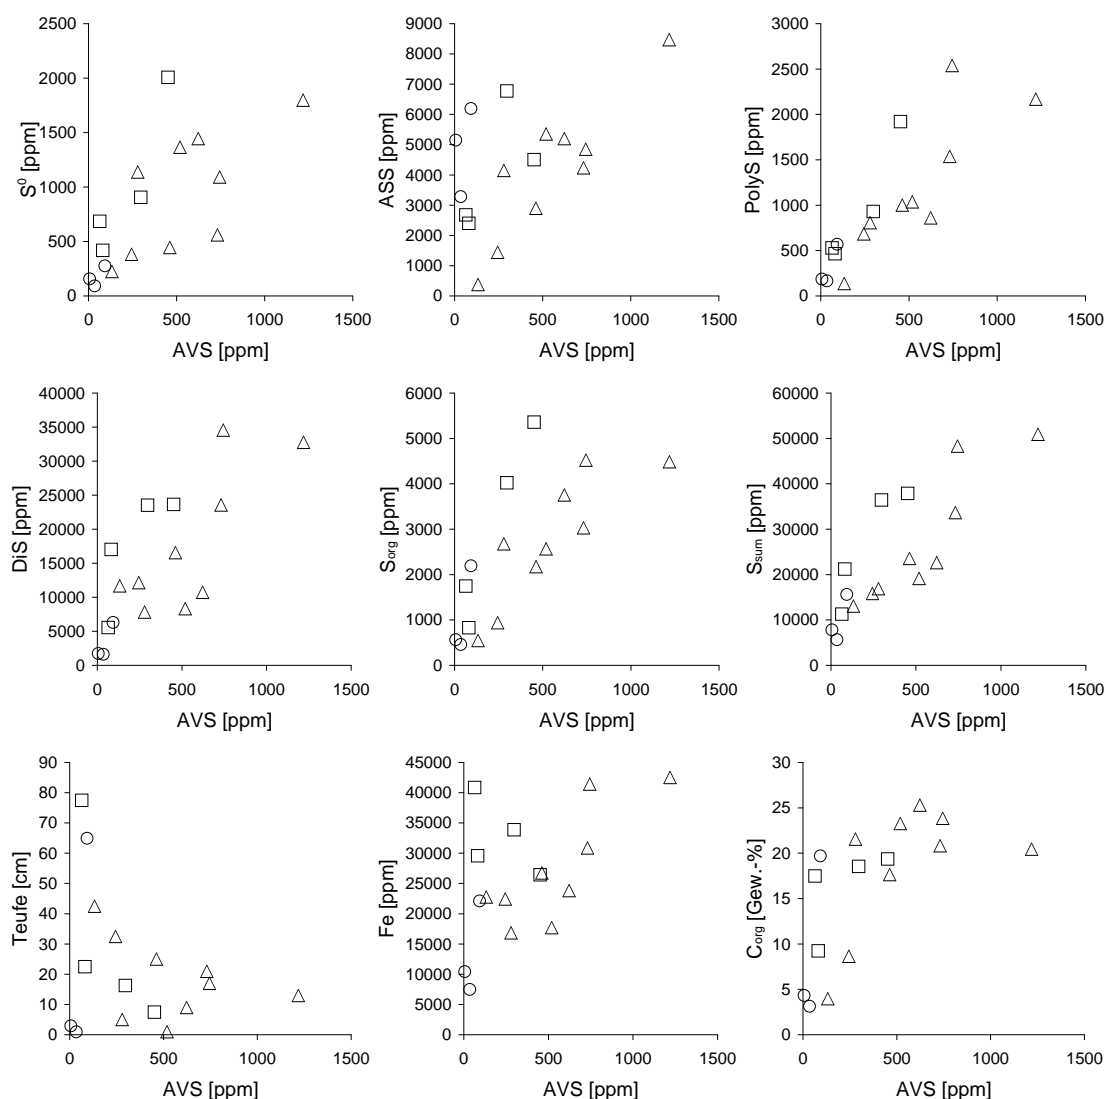 2500
2000
1500
1000
500
0
S⁰ [ppm]
0 500 1000 1500
AVS [ppm]
9000
8000
7000
6000
5000
4000
3000
2000
1000
0
ASS [ppm]
0 500 1000 1500
AVS [ppm]
3000
2500
2000
1500
1000
500
0
PolyS [ppm]
0 500 1000 1500
AVS [ppm]
40000
35000
30000
25000
20000
15000
10000
5000
0
DiS [ppm]
0 500 1000 1500
AVS [ppm]
6000
5000
4000
3000
2000
1000
0
Sorg [ppm]
0 500 1000 1500
AVS [ppm]
60000
50000
40000
30000
20000
10000
0
Ssum [ppm]
0 500 1000 1500
AVS [ppm]
90
80
70
60
50
40
30
20
10
0
Teufe [cm]
0 500 1000 1500
AVS [ppm]
45000
40000
35000
30000
25000
20000
15000
10000
5000
0
Fe [ppm]
0 500 1000 1500
AVS [ppm]
30
25
20
15
10
5
0
Corg [Gew.-%]
0 500 1000 1500
AVS [ppm]